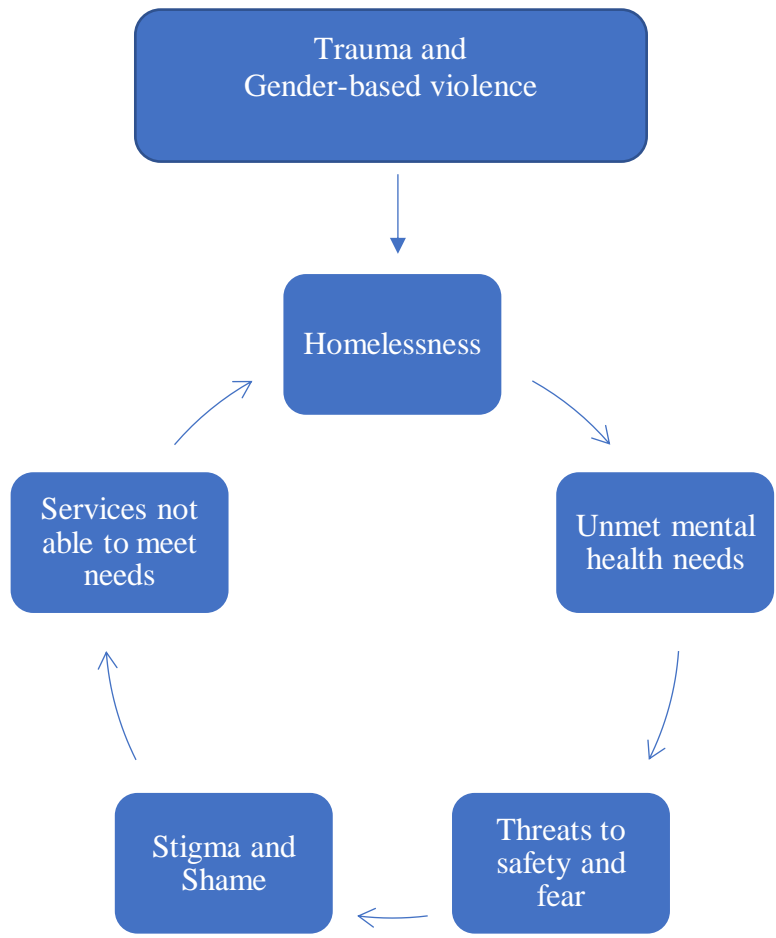 Trauma and
Gender-based violence
Homelessness
Unmet mental
health needs
Threats to
safety and
fear
Stigma and
Shame
Services not
able to meet
needs